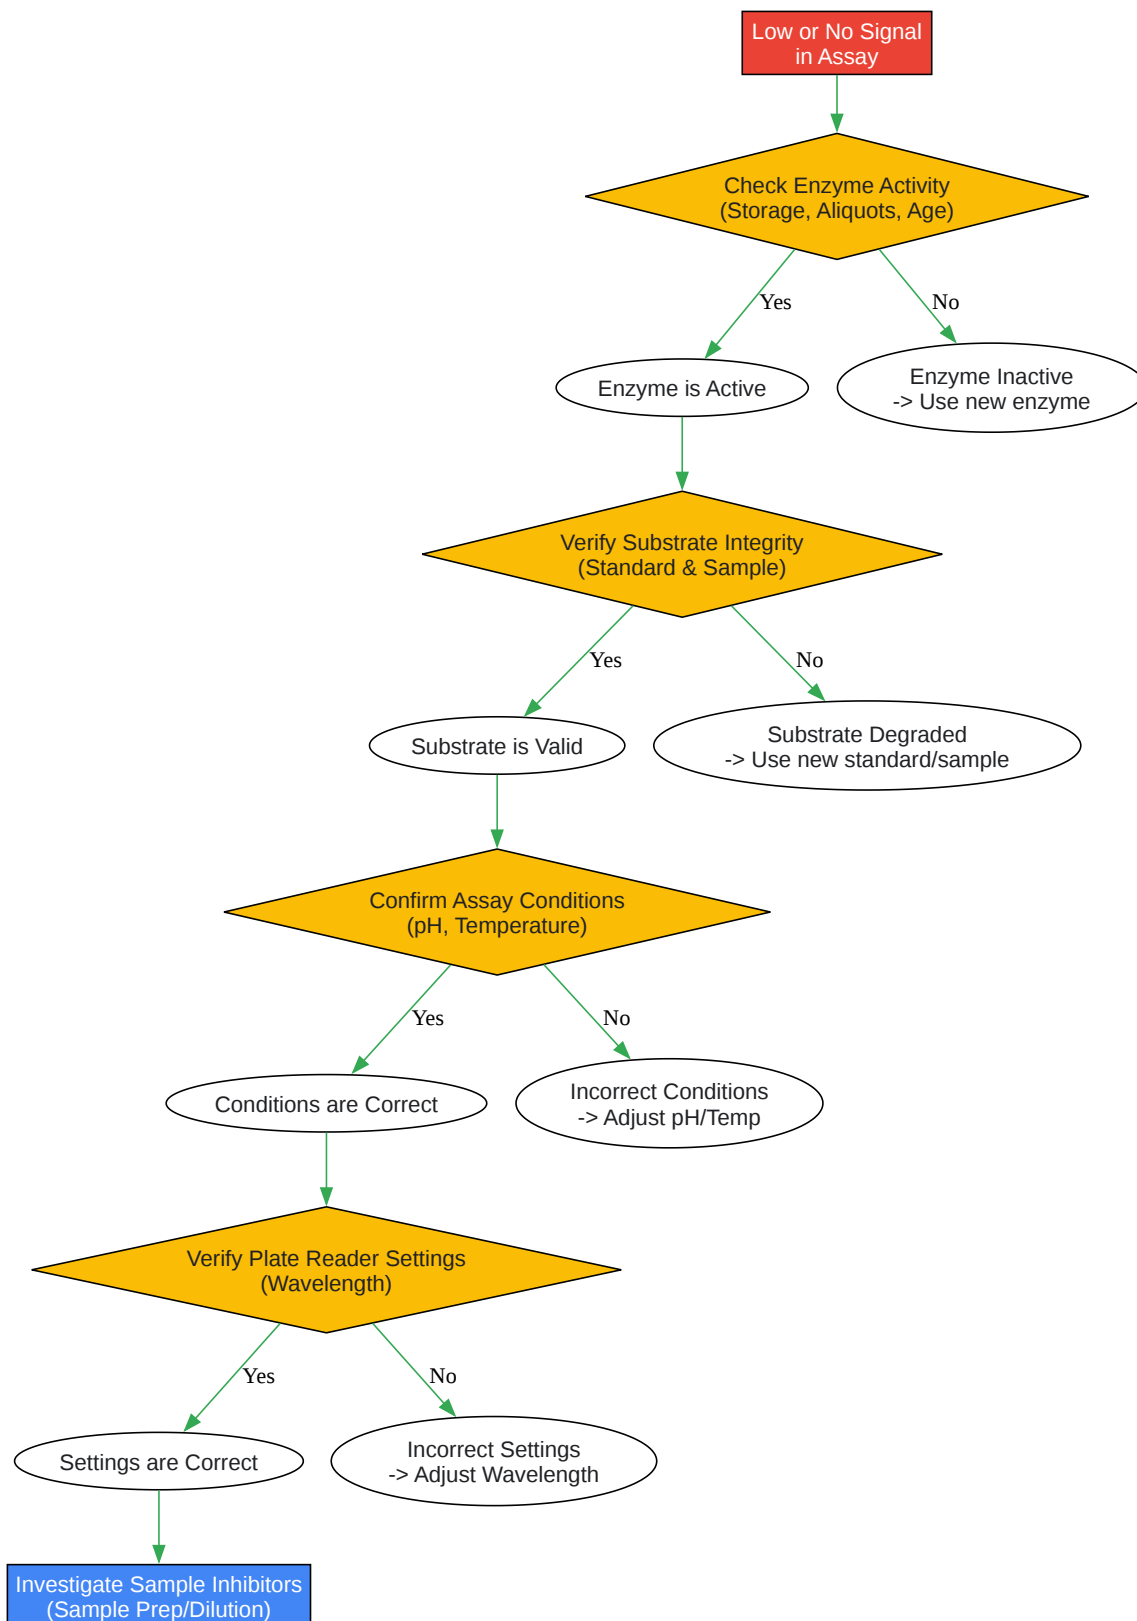 Low or No Signal
in Assay
Check Enzyme Activity
(Storage, Aliquots, Age)
Yes
No
Enzyme is Active
Enzyme Inactive
-> Use new enzyme
Verify Substrate Integrity
(Standard & Sample)
Yes
No
Substrate is Valid
Substrate Degraded
-> Use new standard/sample
Confirm Assay Conditions
(pH, Temperature)
Yes
No
Conditions are Correct
Incorrect Conditions
-> Adjust pH/Temp
Verify Plate Reader Settings
(Wavelength)
Yes
No
Settings are Correct
Incorrect Settings
-> Adjust Wavelength
Investigate Sample Inhibitors
(Sample Prep/Dilution)